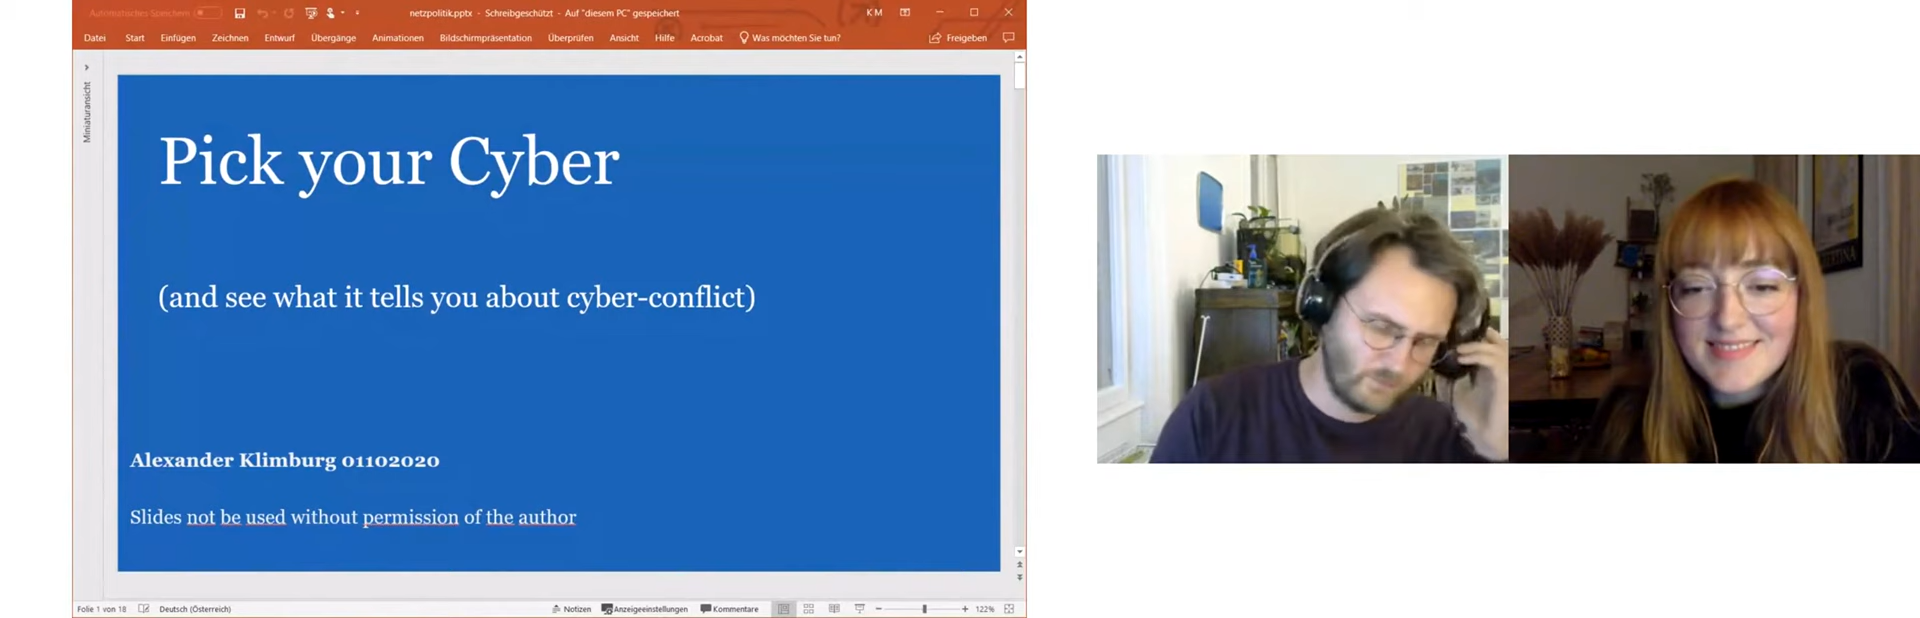 Automatisches Speichern
netzpolitik.pptx - Schreibgeschützt - Auf "diesem PC" gespeichert
K M
Datei Start Einfügen Zeichnen Entwurf Übergänge Animationen Bildschirmpräsentation Überprüfen Ansicht Hilfe Acrobat Was möchten Sie tun? Freigeben
Miniaturansicht
Pick your Cyber
(and see what it tells you about cyber-conflict)
Alexander Klimburg 01102020
Slides not be used without permission of the author
Folie 1 von 18 Deutsch (Österreich) Notizen Anzeigeeinstellungen Kommentare 122%